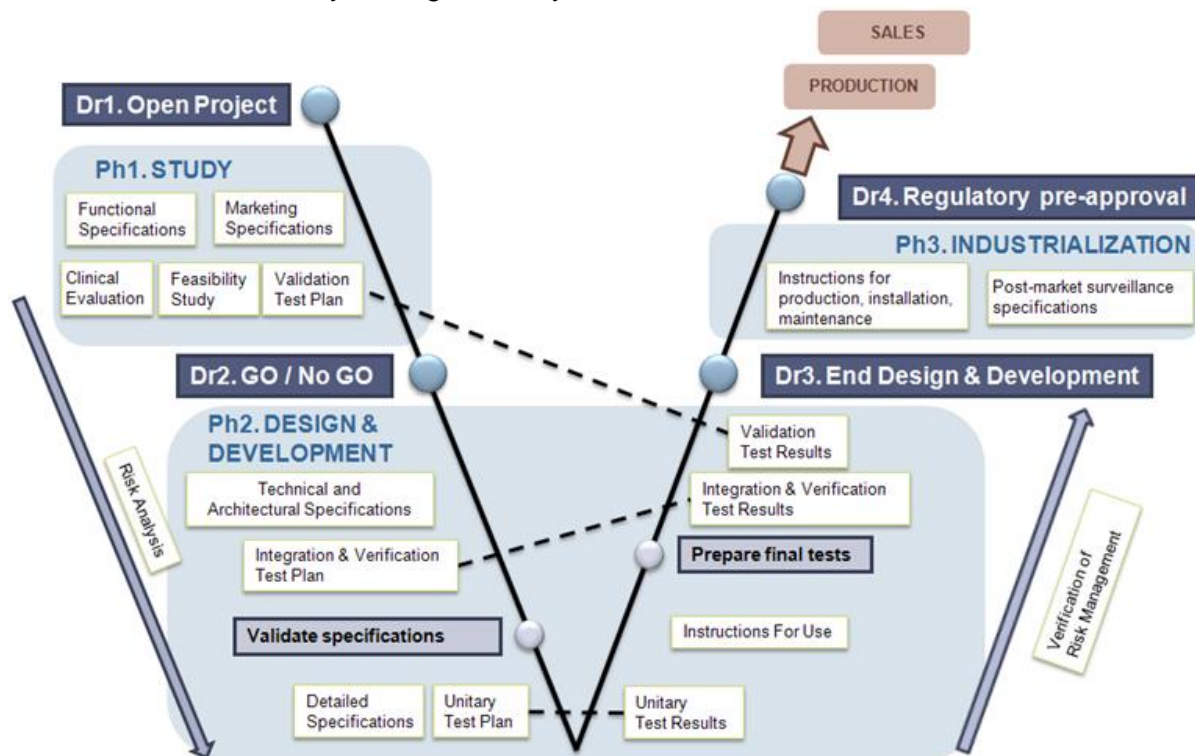 SALES
PRODUCTION
Dr1. Open Project
Ph1. STUDY
Functional
Specifications
Marketing
Specifications
Clinical
Evaluation
Feasibility
Study
Validation
Test Plan
Dr4. Regulatory pre-approval
Ph3. INDUSTRIALIZATION
Instructions for
production, installation,
maintenance
Post-market surveillance
specifications
Dr2. GO / No GO
Dr3. End Design & Development
Ph2. DESIGN &
DEVELOPMENT
Technical and
Architectural Specifications
Integration & Verification
Test Plan
Validate specifications
Detailed
Specifications
Unitary
Test Plan
Validation
Test Results
Integration & Verification
Test Results
Prepare final tests
Instructions For Use
Unitary
Test Results
Risk Analysis
Verification of
Risk Management